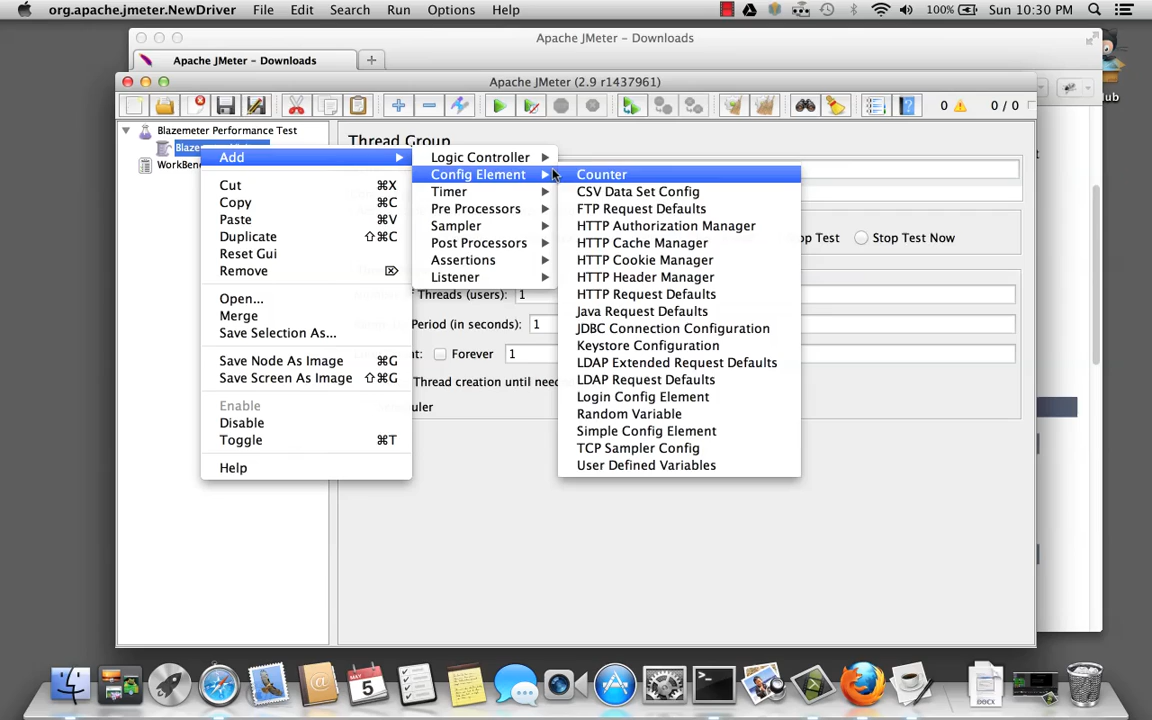 org.apache.jmeter.NewDriver File Edit Search Run Options Help 100% Sun 10:30 PM
Apache JMeter – Downloads
Apache JMeter – Downloads
Apache JMeter (2.9 r1437961)
0 0 / 0
Blazemeter Performance Test
Thread Group
WorkBen
Add
Cut ⌘X
Copy ⌘C
Paste ⌘V
Duplicate ⇧⌘C
Reset Gui
Remove ⌦
Open...
Merge
Save Selection As...
Save Node As Image ⌘G
Save Screen As Image ⇧⌘G
Enable
Disable
Toggle ⌘T
Help
Logic Controller
Config Element
Timer
Pre Processors
Sampler
Post Processors
Assertions
Listener
Counter
CSV Data Set Config
FTP Request Defaults
HTTP Authorization Manager
HTTP Cache Manager
HTTP Cookie Manager
HTTP Header Manager
HTTP Request Defaults
Java Request Defaults
JDBC Connection Configuration
Keystore Configuration
LDAP Extended Request Defaults
LDAP Request Defaults
Login Config Element
Random Variable
Simple Config Element
TCP Sampler Config
User Defined Variables
op Test Stop Test Now
Threads (users): 1
Period (in seconds): 1
Forever 1
Thread creation until nee
uler
ub
MAY
5
DOCX